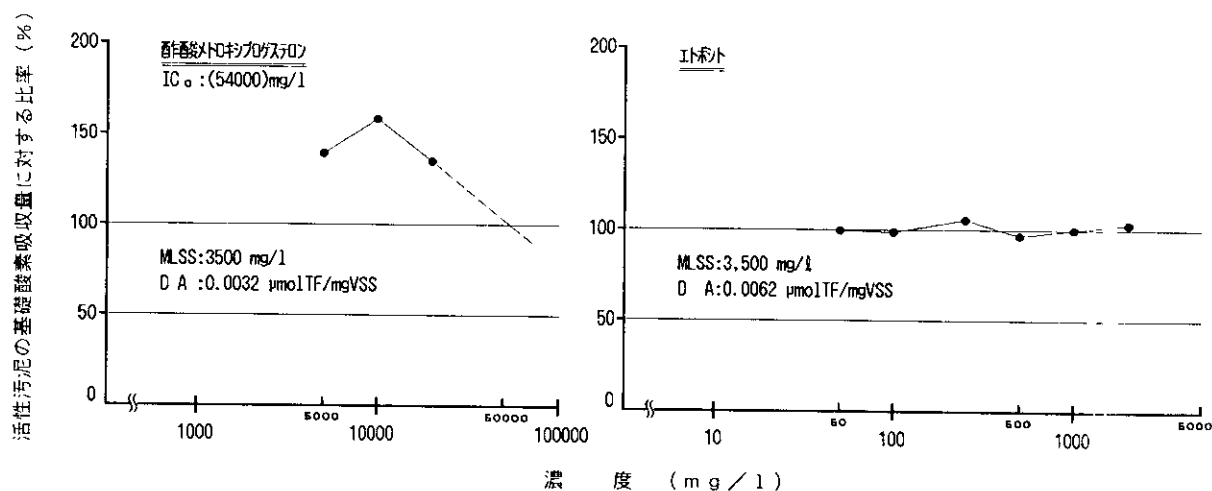 活性汚泥の基礎酸素吸収量に対する比率(%)
200
150
100
50
0
酢酸メトロキシプロゲステロン
IC₀:(54000)mg/l
MLSS:3500 mg/l
D A :0.0032 μmolTF/mgVSS
5000
50000
1000
10000
100000
200
150
100
50
0
エトポシト
MLSS:3,500 mg/ℓ
D A:0.0062 μmolTF/mgVSS
50
500
5000
10
100
1000
濃 度 (mg/l)